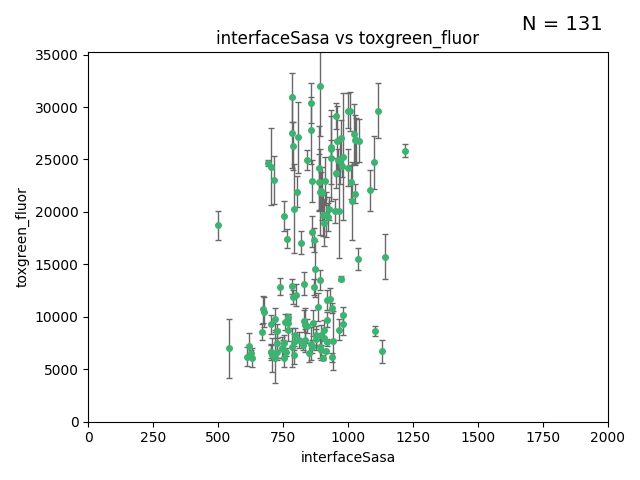 N = 131
interfaceSasa vs toxgreen_fluor
35000
30000
25000
20000
15000
10000
5000
0
toxgreen_fluor
0 250 500 750 1000 1250 1500 1750 2000
interfaceSasa